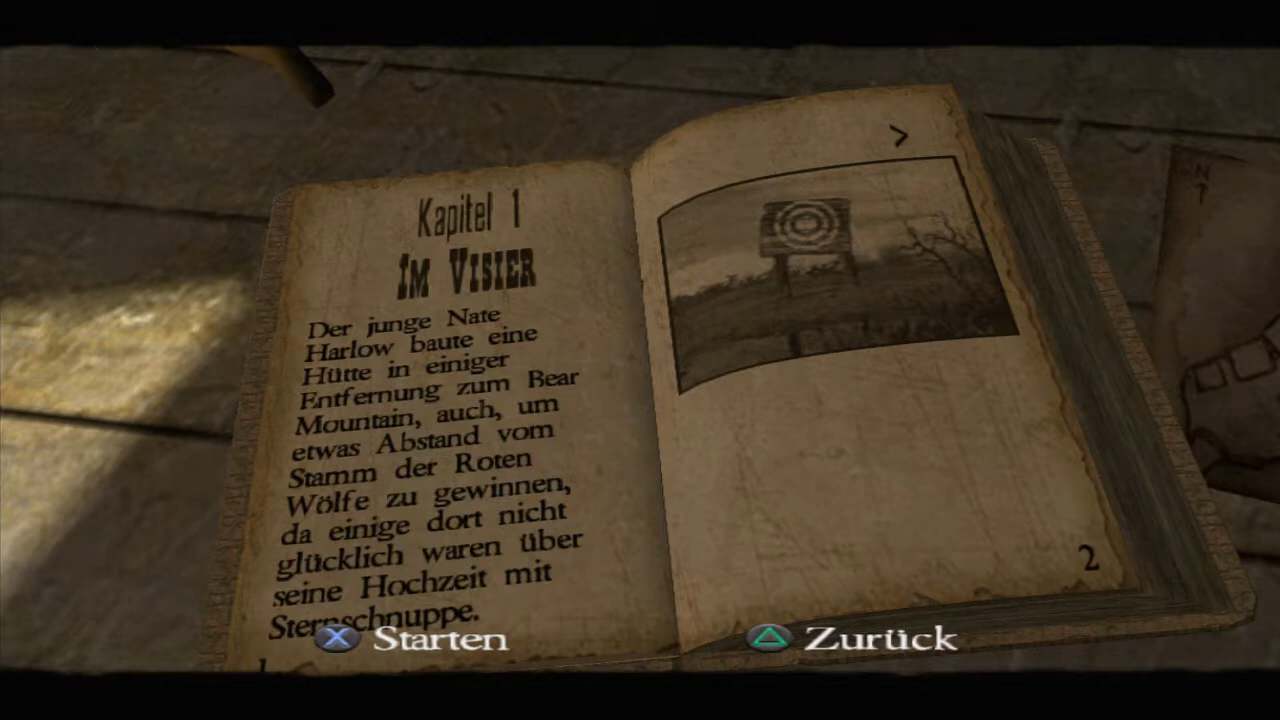 Kapitel 1
IM VISIER
Der junge Nate
Harlow baute eine
Hütte in einiger
Entfernung zum Bear
Mountain, auch, um
etwas Abstand vom
Stamm der Roten
Wölfe zu gewinnen,
da einige dort nicht
glücklich waren über
seine Hochzeit mit
Sternschnuppe.
1
>
2
N
X Starten
Zurück